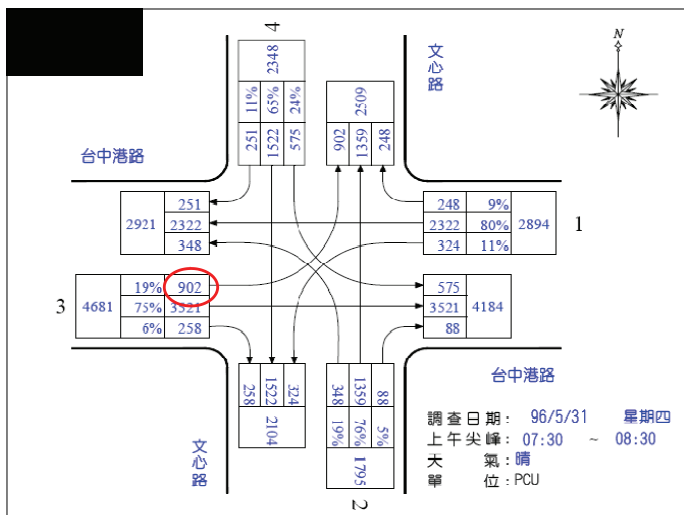 4
2348
11% 65% 24%
251 1522 575
2509
902 1359 248
文心路
N
台中港路
2921
251
2322
348
248 9%
2322 80%
324 11%
2894
1
3
4681
19% 902
75% 3521
6% 258
575
3521
88
4184
258 1522 324
2104
348 1359 88
19% 76% 5%
1795
2
文心路
台中港路
調查日期: 96/5/31 星期四
上午尖峰: 07:30 ~ 08:30
天 氣: 晴
單 位: PCU